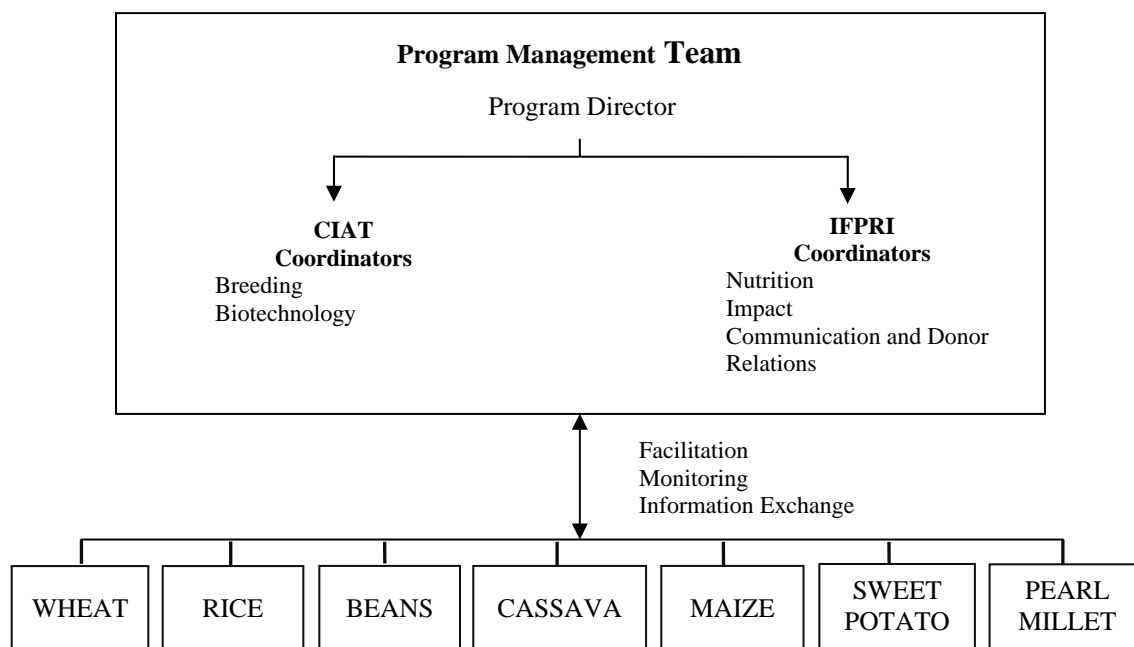 Program Management Team
Program Director
CIAT
Coordinators
Breeding
Biotechnology
IFPRI
Coordinators
Nutrition
Impact
Communication and Donor
Relations
Facilitation
Monitoring
Information Exchange
WHEAT
RICE
BEANS
CASSAVA
MAIZE
SWEET
POTATO
PEARL
MILLET